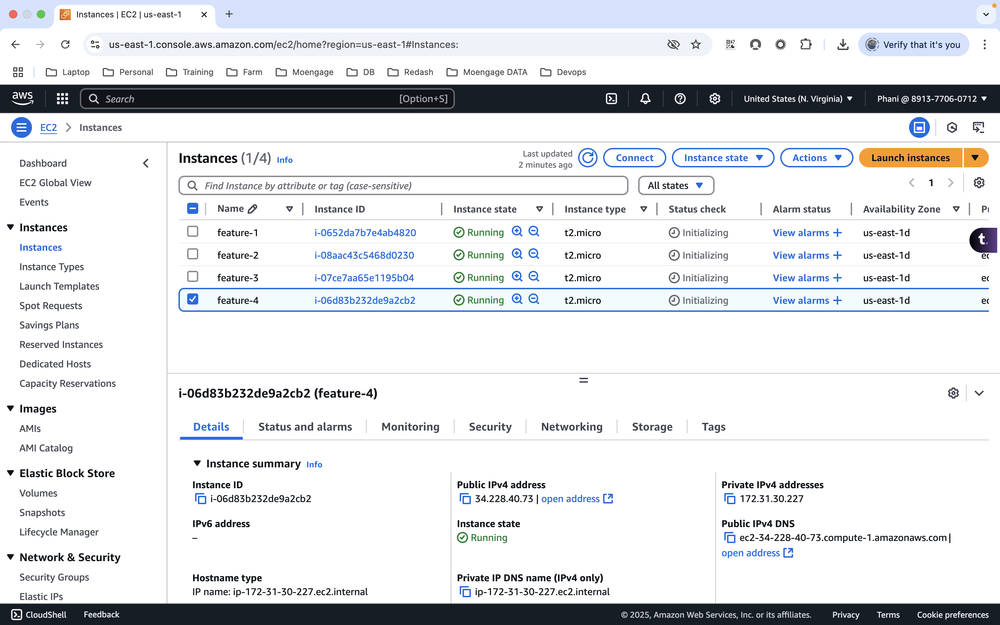 Instances | EC2 | us-east-1
us-east-1.console.aws.amazon.com/ec2/home?region=us-east-1#Instances:
Verify that it's you
Laptop Personal Training Farm Moengage DB Redash Moengage DATA Devops
aws Search [Option+S] United States (N. Virginia) Phani @ 8913-7706-0712
EC2 Instances
Dashboard
EC2 Global View
Events
Instances
Instances
Instance Types
Launch Templates
Spot Requests
Savings Plans
Reserved Instances
Dedicated Hosts
Capacity Reservations
Images
AMIs
AMI Catalog
Elastic Block Store
Volumes
Snapshots
Lifecycle Manager
Network & Security
Security Groups
Elastic IPs
Instances (1/4) Info
Last updated
2 minutes ago
Connect Instance state Actions Launch instances
Find Instance by attribute or tag (case-sensitive) All states 1
Name Instance ID Instance state Instance type Status check Alarm status Availability Zone
feature-1 i-0652da7b7e4ab4820 Running t2.micro Initializing View alarms + us-east-1d
feature-2 i-08aac43c5468d0230 Running t2.micro Initializing View alarms + us-east-1d
feature-3 i-07ce7aa65e1195b04 Running t2.micro Initializing View alarms + us-east-1d
feature-4 i-06d83b232de9a2cb2 Running t2.micro Initializing View alarms + us-east-1d
t.
i-06d83b232de9a2cb2 (feature-4)
Details Status and alarms Monitoring Security Networking Storage Tags
Instance summary Info
Instance ID
i-06d83b232de9a2cb2
Public IPv4 address
34.228.40.73 | open address
Private IPv4 addresses
172.31.30.227
IPv6 address
–
Instance state
Running
Public IPv4 DNS
ec2-34-228-40-73.compute-1.amazonaws.com |
open address
Hostname type
IP name: ip-172-31-30-227.ec2.internal
Private IP DNS name (IPv4 only)
ip-172-31-30-227.ec2.internal
CloudShell Feedback © 2025, Amazon Web Services, Inc. or its affiliates. Privacy Terms Cookie preferences